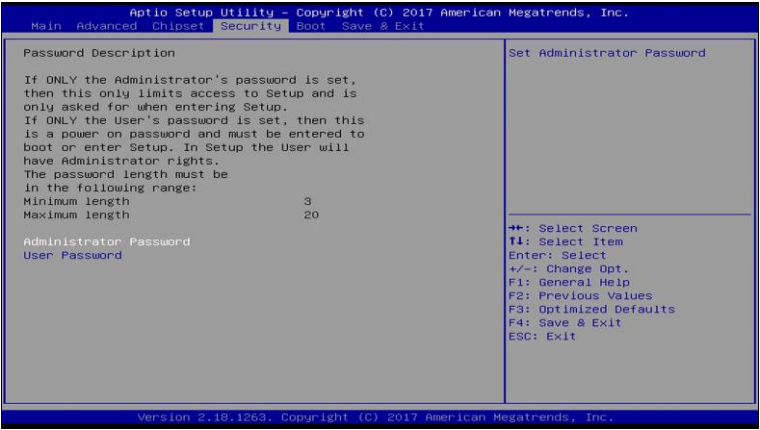 Aptio Setup Utility – Copyright (C) 2017 American Megatrends, Inc.
Main Advanced Chipset Security Boot Save & Exit
Password Description
If ONLY the Administrator's password is set,
then this only limits access to Setup and is
only asked for when entering Setup.
If ONLY the User's password is set, then this
is a power on password and must be entered to
boot or enter Setup. In Setup the User will
have Administrator rights.
The password length must be
in the following range:
Minimum length 3
Maximum length 20
Administrator Password
User Password
Set Administrator Password
→←: Select Screen
↑↓: Select Item
Enter: Select
+/-: Change Opt.
F1: General Help
F2: Previous Values
F3: Optimized Defaults
F4: Save & Exit
ESC: Exit
Version 2.18.1263. Copyright (C) 2017 American Megatrends, Inc.